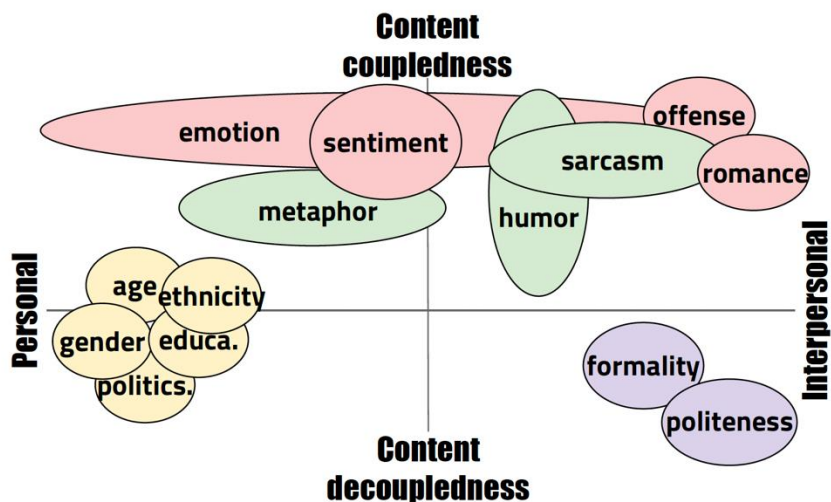 Content
coupledness
emotion
sentiment
offense
sarcasm
romance
metaphor
humor
Personal
Interpersonal
age
ethnicity
gender
educa.
politics.
formality
politeness
Content
decoupledness